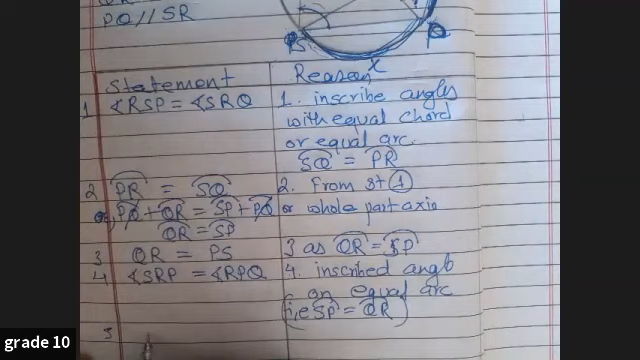 PQ // SR
P
Statement
Reason
1 ∢RSP = ∢SRQ
1. inscribe angles
with equal chord
or equal arc.
SQ = PR
2 PR = SQ
2. From st ①
or, PQ + QR = SP + PQ
or whole part axio
QR = SP
3 QR = PS
3 as QR = SP
4 ∢SRP = ∢RPQ
4. inscribed angle
on equal arc
(i.e SP = QR)
5
grade 10